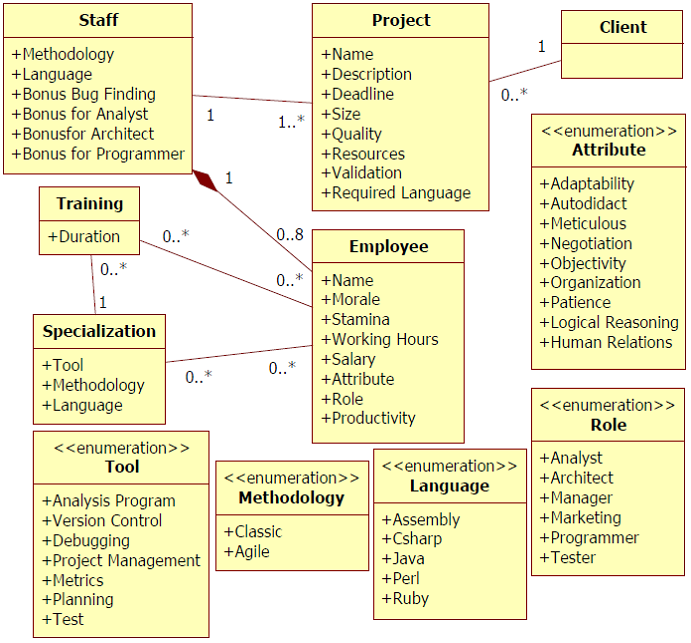 Staff
+Methodology
+Language
+Bonus Bug Finding
+Bonus for Analyst
+Bonusfor Architect
+Bonus for Programmer
1
1..*
Project
+Name
+Description
+Deadline
+Size
+Quality
+Resources
+Validation
+Required Language
1
0..*
Client
<<enumeration>>
Attribute
+Adaptability
+Autodidact
+Meticulous
+Negotiation
+Objectivity
+Organization
+Patience
+Logical Reasoning
+Human Relations
1
0..8
Training
+Duration
0..*
0..*
0..*
1
Employee
+Name
+Morale
+Stamina
+Working Hours
+Salary
+Attribute
+Role
+Productivity
Specialization
+Tool
+Methodology
+Language
0..*
0..*
<<enumeration>>
Role
+Analyst
+Architect
+Manager
+Marketing
+Programmer
+Tester
<<enumeration>>
Tool
+Analysis Program
+Version Control
+Debugging
+Project Management
+Metrics
+Planning
+Test
<<enumeration>>
Methodology
+Classic
+Agile
<<enumeration>>
Language
+Assembly
+Csharp
+Java
+Perl
+Ruby